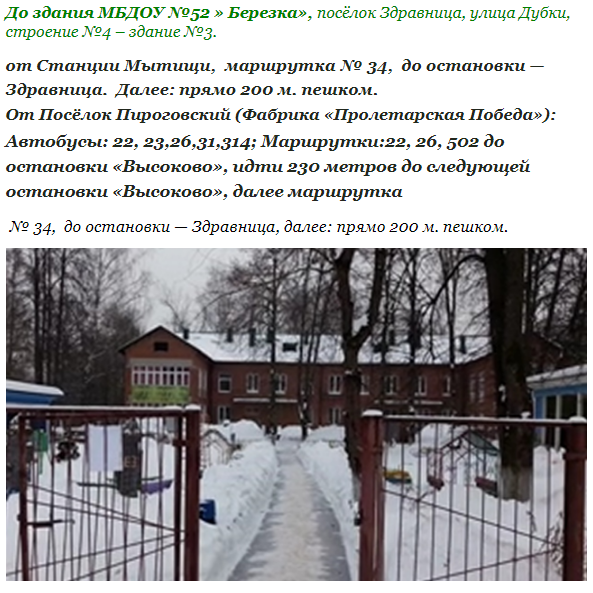 До здания МБДОУ №52 » Березка», посёлок Здравница, улица Дубки,
строение №4 – здание №3.
от Станции Мытищи, маршрутка № 34, до остановки —
Здравница. Далее: прямо 200 м. пешком.
От Посёлок Пироговский (Фабрика «Пролетарская Победа»):
Автобусы: 22, 23,26,31,314; Маршрутки:22, 26, 502 до
остановки «Высоково», идти 230 метров до следующей
остановки «Высоково», далее маршрутка
№ 34, до остановки — Здравница, далее: прямо 200 м. пешком.